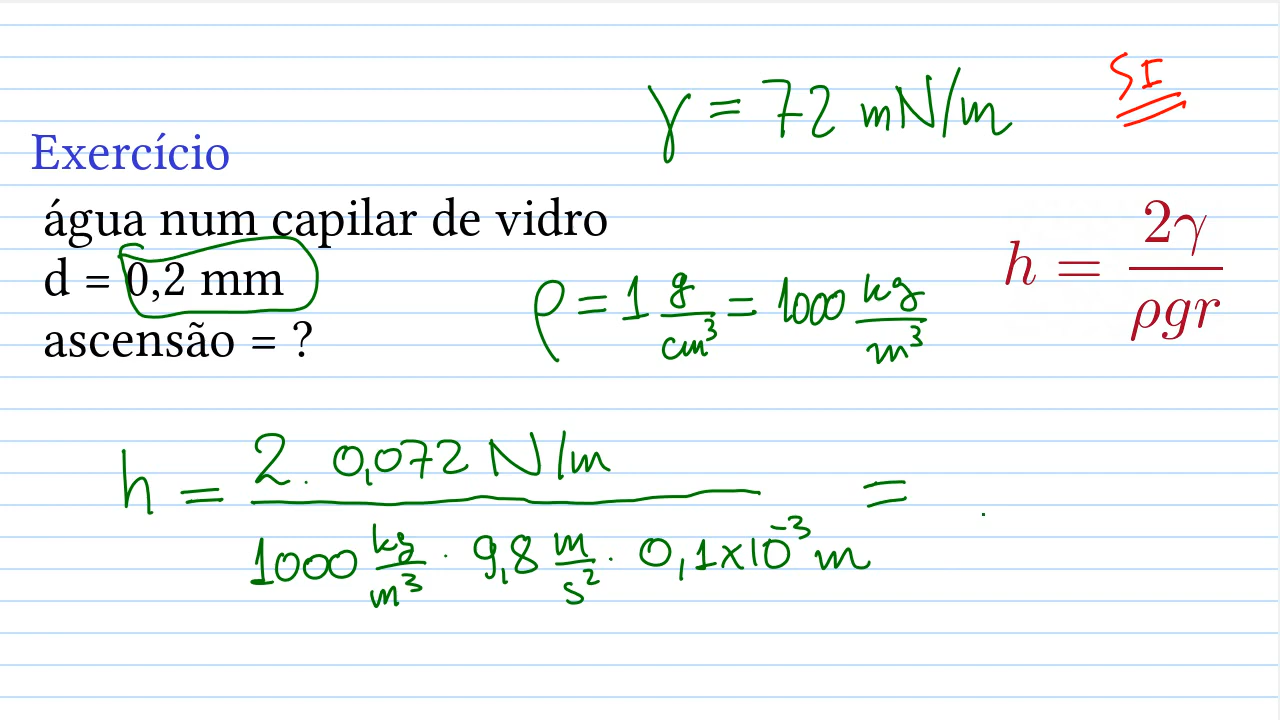 γ = 72 mN/m
SI
Exercício
água num capilar de vidro
d = 0,2 mm
ascensão = ?
ρ = 1 g/cm³ = 1000 kg/m³
h = 2γ/ρgr
h = 2 . 0,072 N/m / 1000 kg/m³ · 9,8 m/s² · 0,1x10⁻³ m =